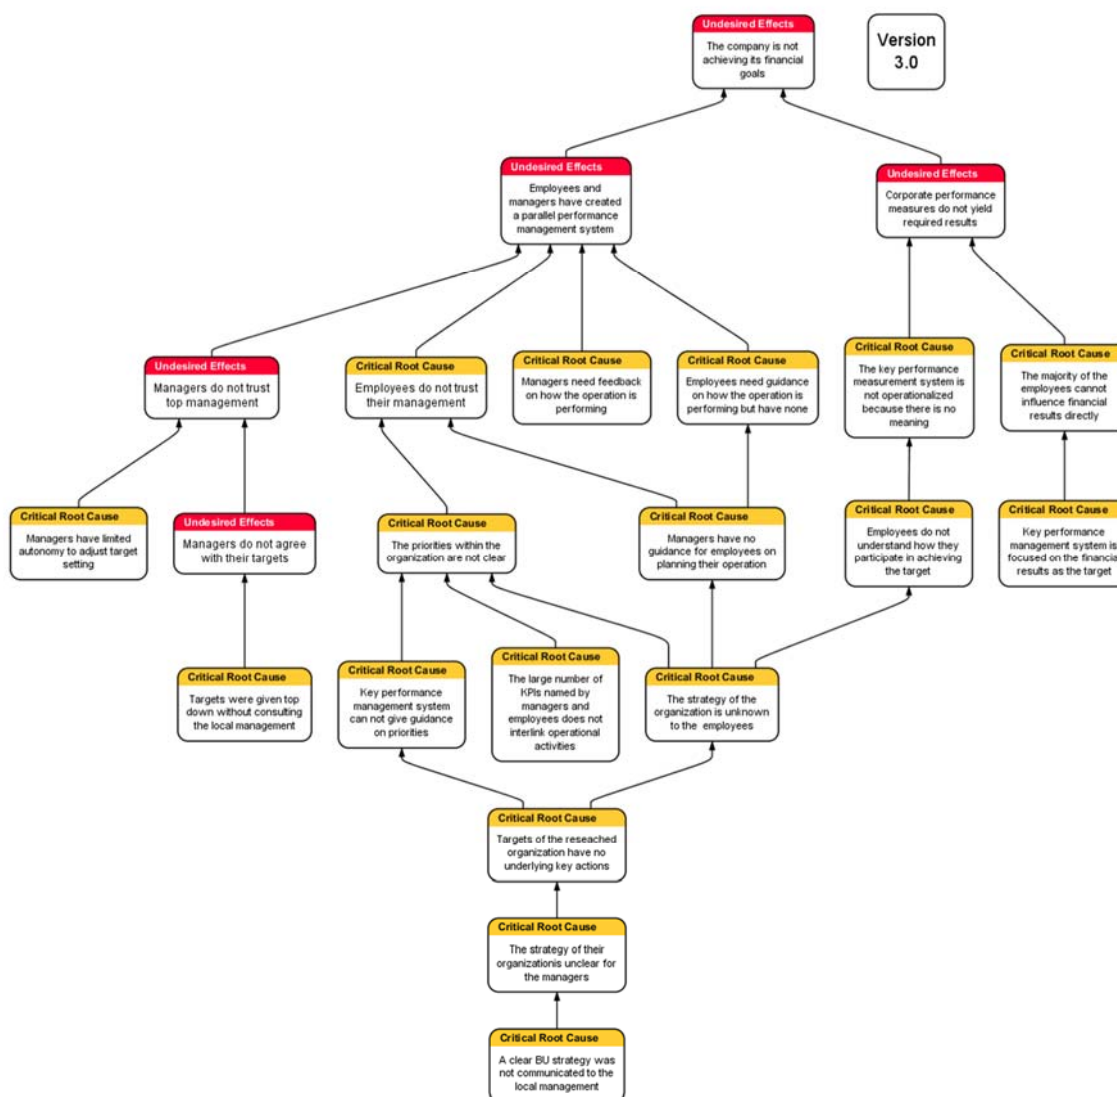 Undesired Effects
The company is not
achieving its financial
goals
Version
3.0
Undesired Effects
Employees and
managers have created
a parallel performance
management system
Undesired Effects
Corporate performance
measures do not yield
required results
Undesired Effects
Managers do not trust
top management
Critical Root Cause
Employees do not trust
their management
Critical Root Cause
Managers need feedback
on how the operation is
performing
Critical Root Cause
Employees need guidance
on how the operation is
performing but have none
Critical Root Cause
The key performance
measurement system is
not operationalized
because there is no
meaning
Critical Root Cause
The majority of the
employees cannot
influence financial
results directly
Critical Root Cause
Managers have limited
autonomy to adjust target
setting
Undesired Effects
Managers do not agree
with their targets
Critical Root Cause
The priorities within the
organization are not clear
Critical Root Cause
Managers have no
guidance for employees on
planning their operation
Critical Root Cause
Employees do not
understand how they
participate in achieving
the target
Critical Root Cause
Key performance
management system is
focused on the financial
results as the target
Critical Root Cause
Targets were given top
down without consulting
the local management
Critical Root Cause
Key performance
management system
can not give guidance
on priorities
Critical Root Cause
The large number of
KPIs named by
managers and
employees does not
interlink operational
activities
Critical Root Cause
The strategy of the
organization is unknown
to the employees
Critical Root Cause
Targets of the reseached
organization have no
underlying key actions
Critical Root Cause
The strategy of their
organizationis unclear for
the managers
Critical Root Cause
A clear BU strategy was
not communicated to the
local management